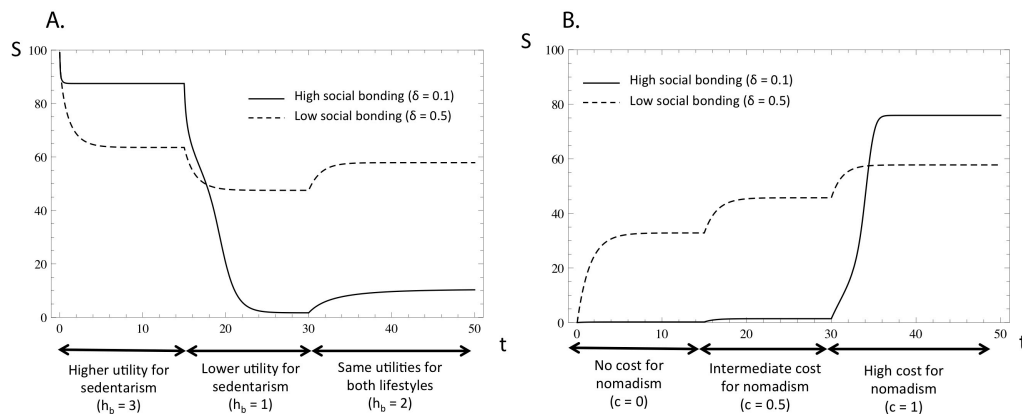 A.
S
100
80
60
40
20
0
High social bonding (δ = 0.1)
Low social bonding (δ = 0.5)
0 10 20 30 40 50
t
Higher utility for
sedentarism
(h_b = 3)
Lower utility for
sedentarism
(h_b = 1)
Same utilities for
both lifestyles
(h_b = 2)
B.
S
100
80
60
40
20
0
High social bonding (δ = 0.1)
Low social bonding (δ = 0.5)
0 10 20 30 40 50
t
No cost for
nomadism
(c = 0)
Intermediate cost
for nomadism
(c = 0.5)
High cost for
nomadism
(c = 1)